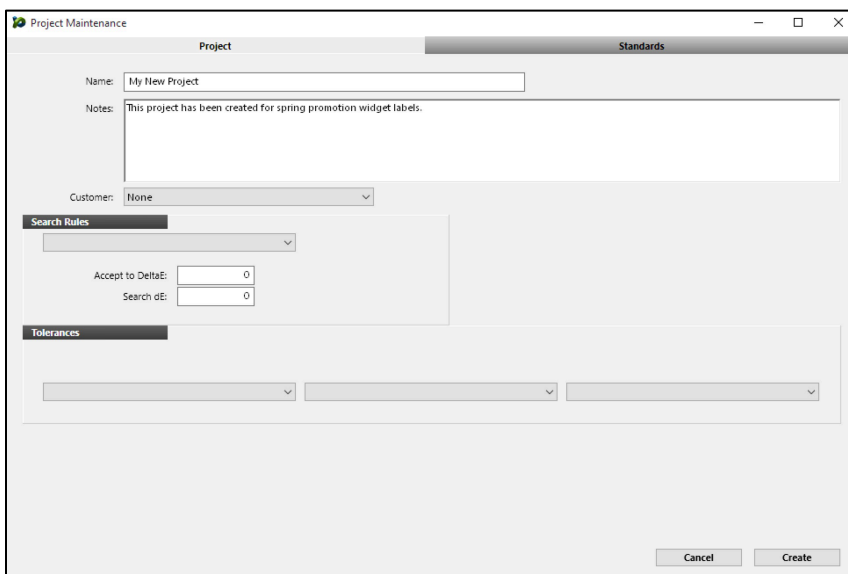 Project Maintenance
Project
Standards
Name: My New Project
Notes: This project has been created for spring promotion widget labels.
Customer: None
Search Rules
Accept to DeltaE: 0
Search dE: 0
Tolerances
Cancel
Create